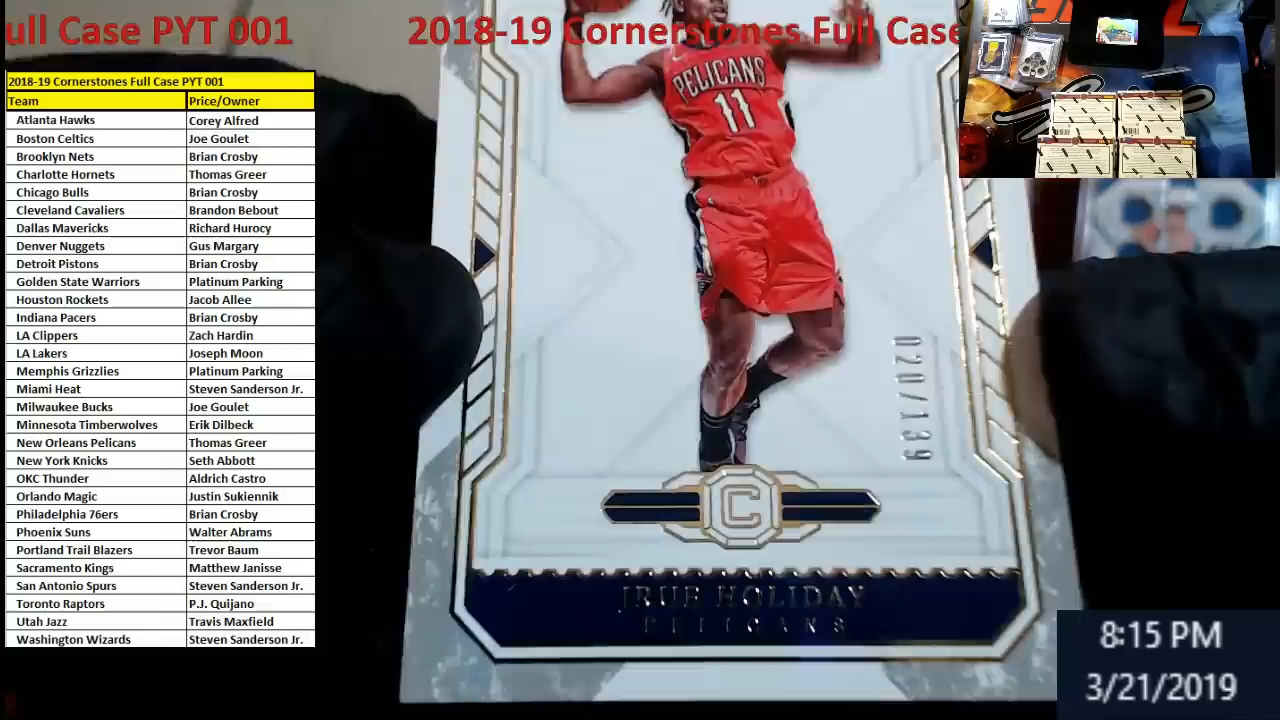 ull Case PYT 001
2018-19 Cornerstones Full Case
2018-19 Cornerstones Full Case PYT 001
Team Price/Owner
Atlanta Hawks Corey Alfred
Boston Celtics Joe Goulet
Brooklyn Nets Brian Crosby
Charlotte Hornets Thomas Greer
Chicago Bulls Brian Crosby
Cleveland Cavaliers Brandon Bebout
Dallas Mavericks Richard Hurocy
Denver Nuggets Gus Margary
Detroit Pistons Brian Crosby
Golden State Warriors Platinum Parking
Houston Rockets Jacob Allee
Indiana Pacers Brian Crosby
LA Clippers Zach Hardin
LA Lakers Joseph Moon
Memphis Grizzlies Platinum Parking
Miami Heat Steven Sanderson Jr.
Milwaukee Bucks Joe Goulet
Minnesota Timberwolves Erik Dilbeck
New Orleans Pelicans Thomas Greer
New York Knicks Seth Abbott
OKC Thunder Aldrich Castro
Orlando Magic Justin Sukiennik
Philadelphia 76ers Brian Crosby
Phoenix Suns Walter Abrams
Portland Trail Blazers Trevor Baum
Sacramento Kings Matthew Janisse
San Antonio Spurs Steven Sanderson Jr.
Toronto Raptors P.J. Quijano
Utah Jazz Travis Maxfield
Washington Wizards Steven Sanderson Jr.
PELICANS
11
020/199
C
JRUE HOLIDAY
PELICANS
8:15 PM
3/21/2019